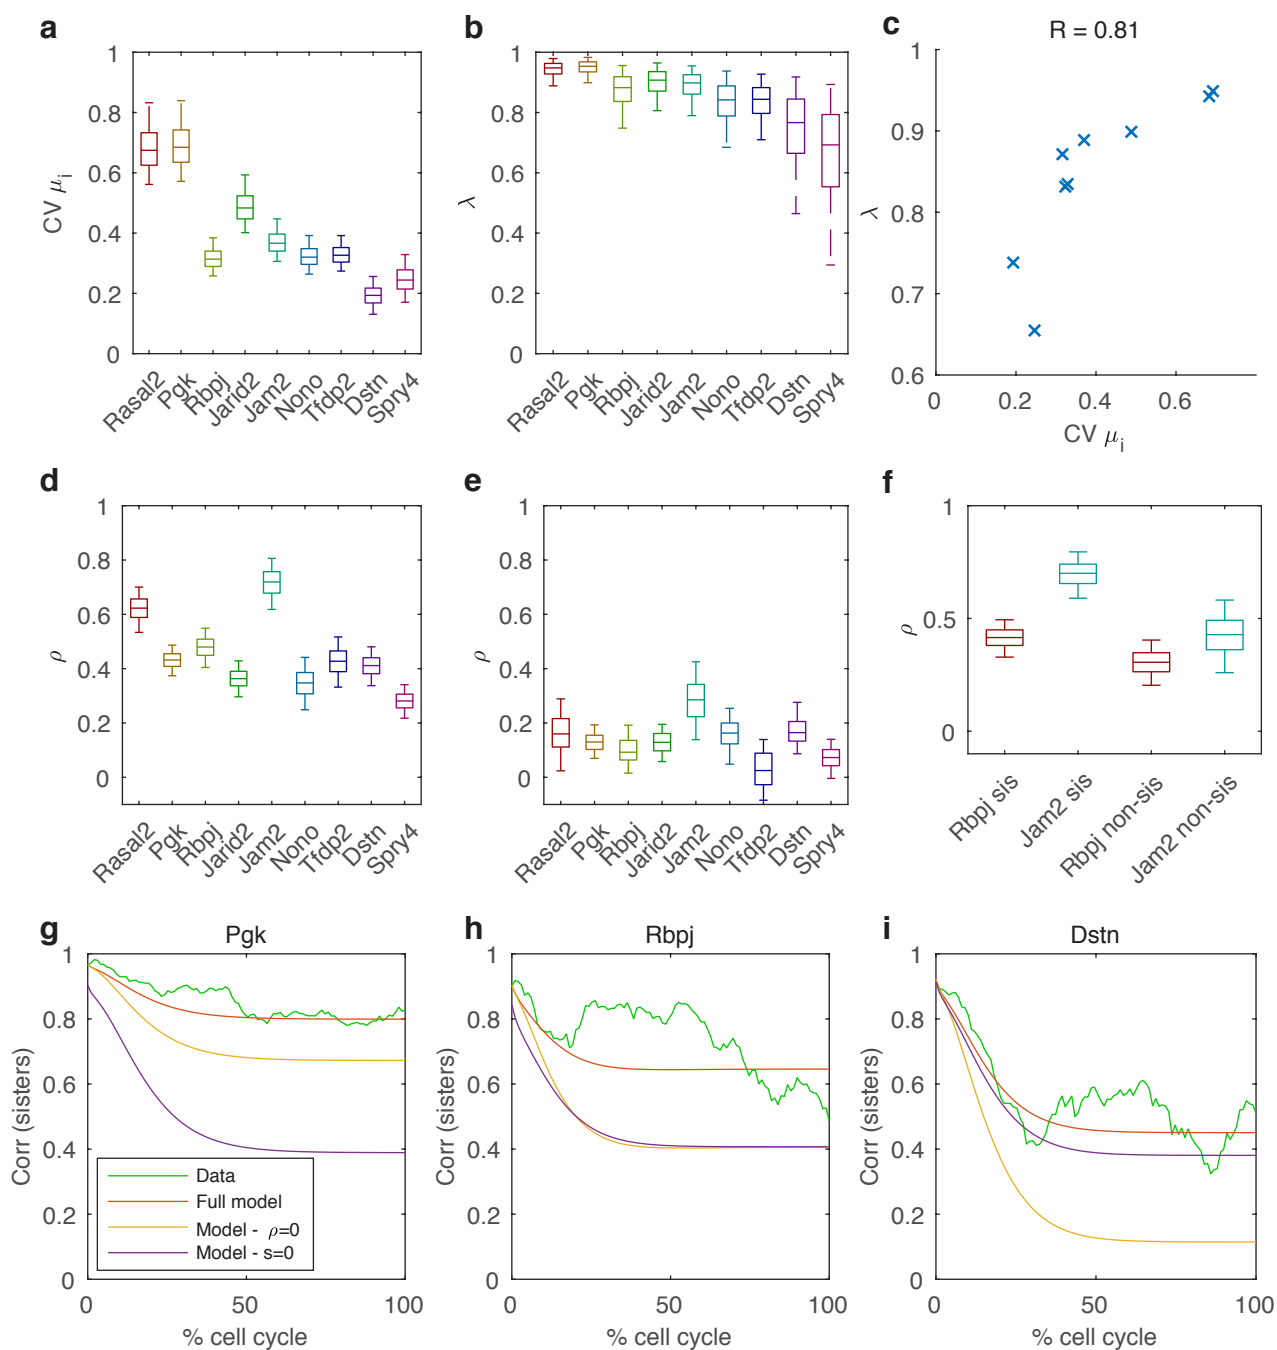 a
1
0.8
0.6
0.4
0.2
0
CV μi
Rasal2
Pgk
Rbpj
Jarid2
Jam2
Nono
Tfdp2
Dstn
Spry4
b
1
0.8
0.6
0.4
0.2
0
λ
Rasal2
Pgk
Rbpj
Jarid2
Jam2
Nono
Tfdp2
Dstn
Spry4
c
R = 0.81
1
0.9
0.8
0.7
0.6
λ
0
0.2
0.4
0.6
CV μi
d
1
0.8
0.6
0.4
0.2
0
ρ
Rasal2
Pgk
Rbpj
Jarid2
Jam2
Nono
Tfdp2
Dstn
Spry4
e
1
0.8
0.6
0.4
0.2
0
ρ
Rasal2
Pgk
Rbpj
Jarid2
Jam2
Nono
Tfdp2
Dstn
Spry4
f
1
0.5
0
ρ
Rbpj sis
Jam2 sis
Rbpj non-sis
Jam2 non-sis
g
Pgk
1
0.8
0.6
0.4
0.2
0
Corr (sisters)
Data
Full model
Model - ρ=0
Model - s=0
0
50
100
% cell cycle
h
Rbpj
1
0.8
0.6
0.4
0.2
0
Corr (sisters)
0
50
100
% cell cycle
i
Dstn
1
0.8
0.6
0.4
0.2
0
Corr (sisters)
0
50
100
% cell cycle